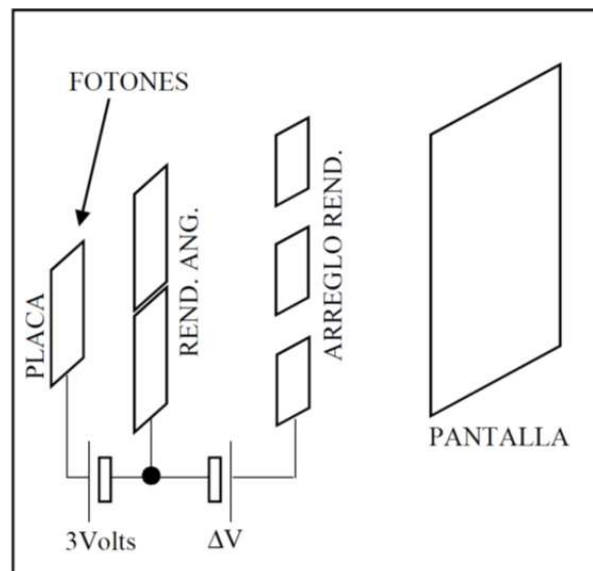 FOTONES
PLACA
REND. ANG.
ARREGLO REND.
PANTALLA
3Volts
ΔV